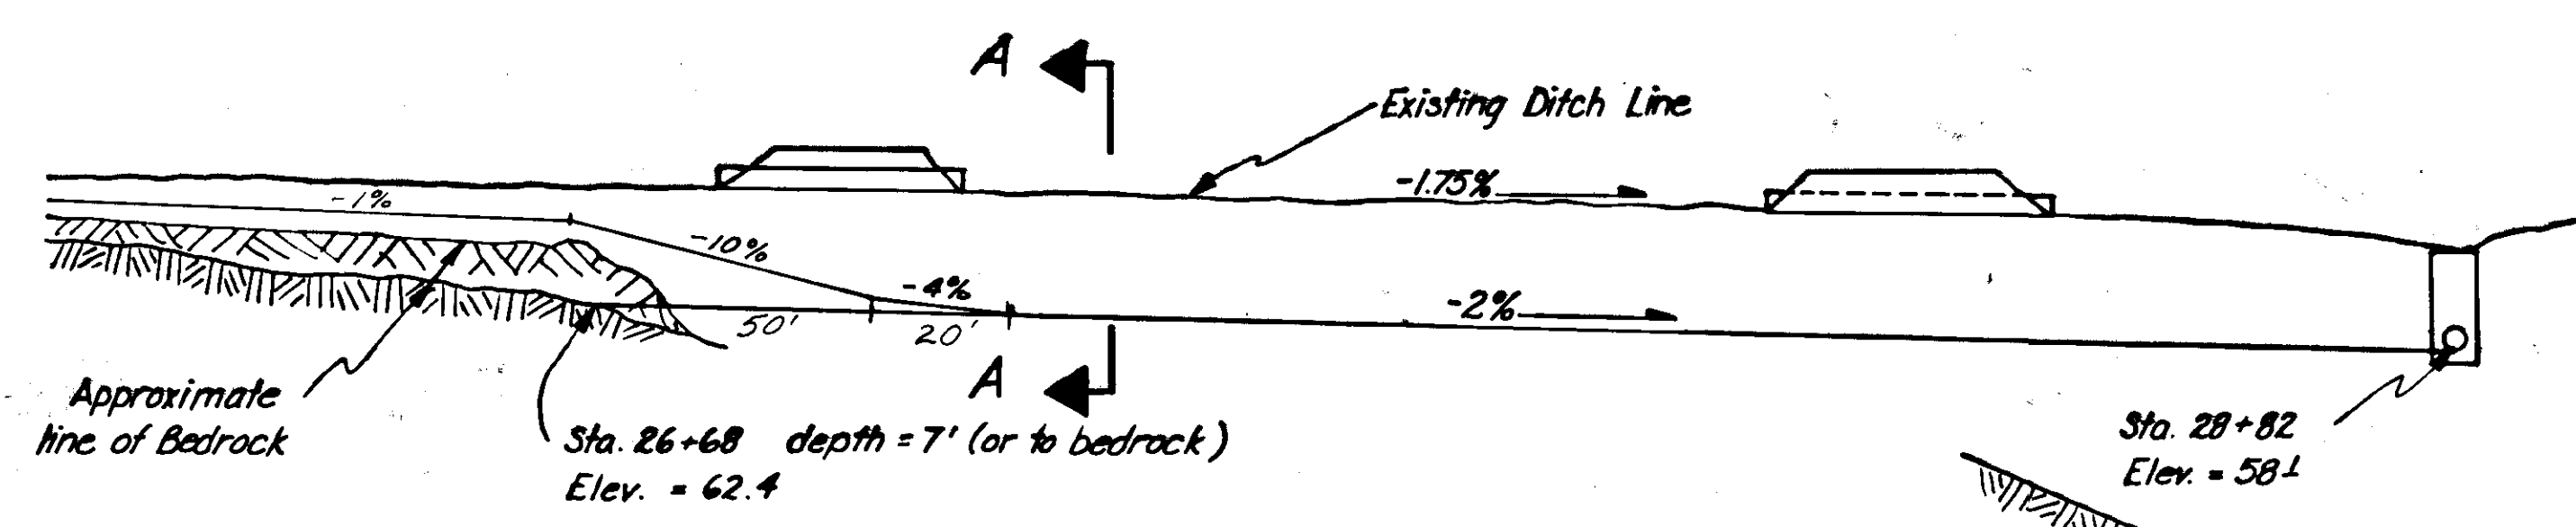 A
Existing Ditch Line
-1.75%
-1%
-10%
-4%
50'
20'
-2%
A
Approximate
line of Bedrock
Sta. 26+68 depth = 7' (or to bedrock)
Elev. = 62.4
Sta. 28+82
Elev. = 58±